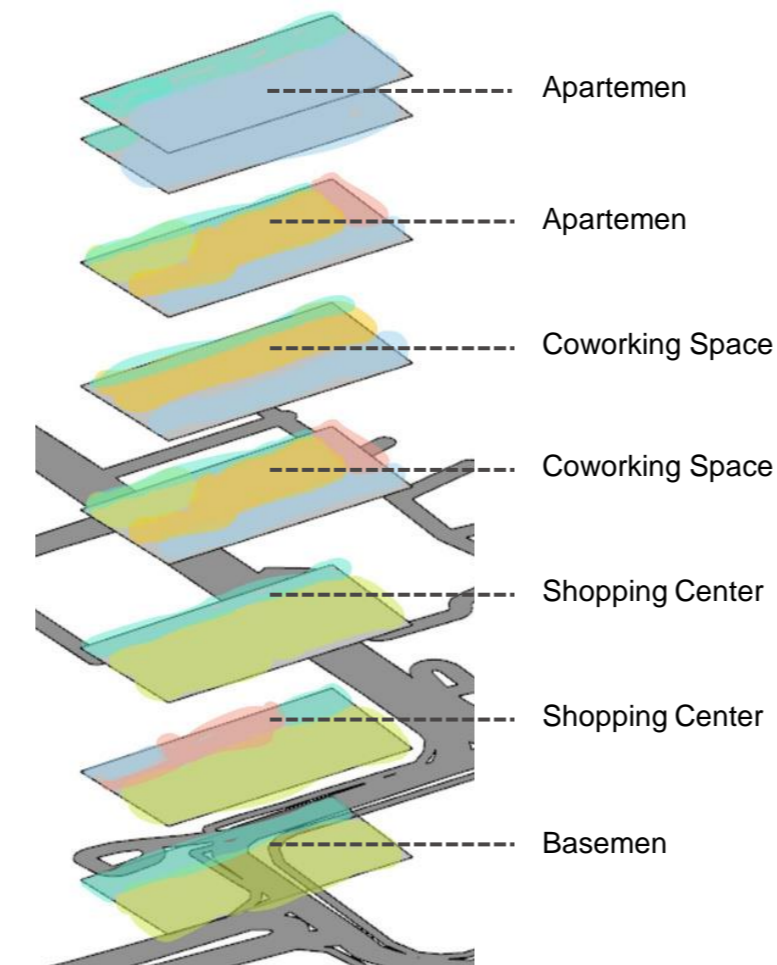 Apartemen
Apartemen
Coworking Space
Coworking Space
Shopping Center
Shopping Center
Basemen